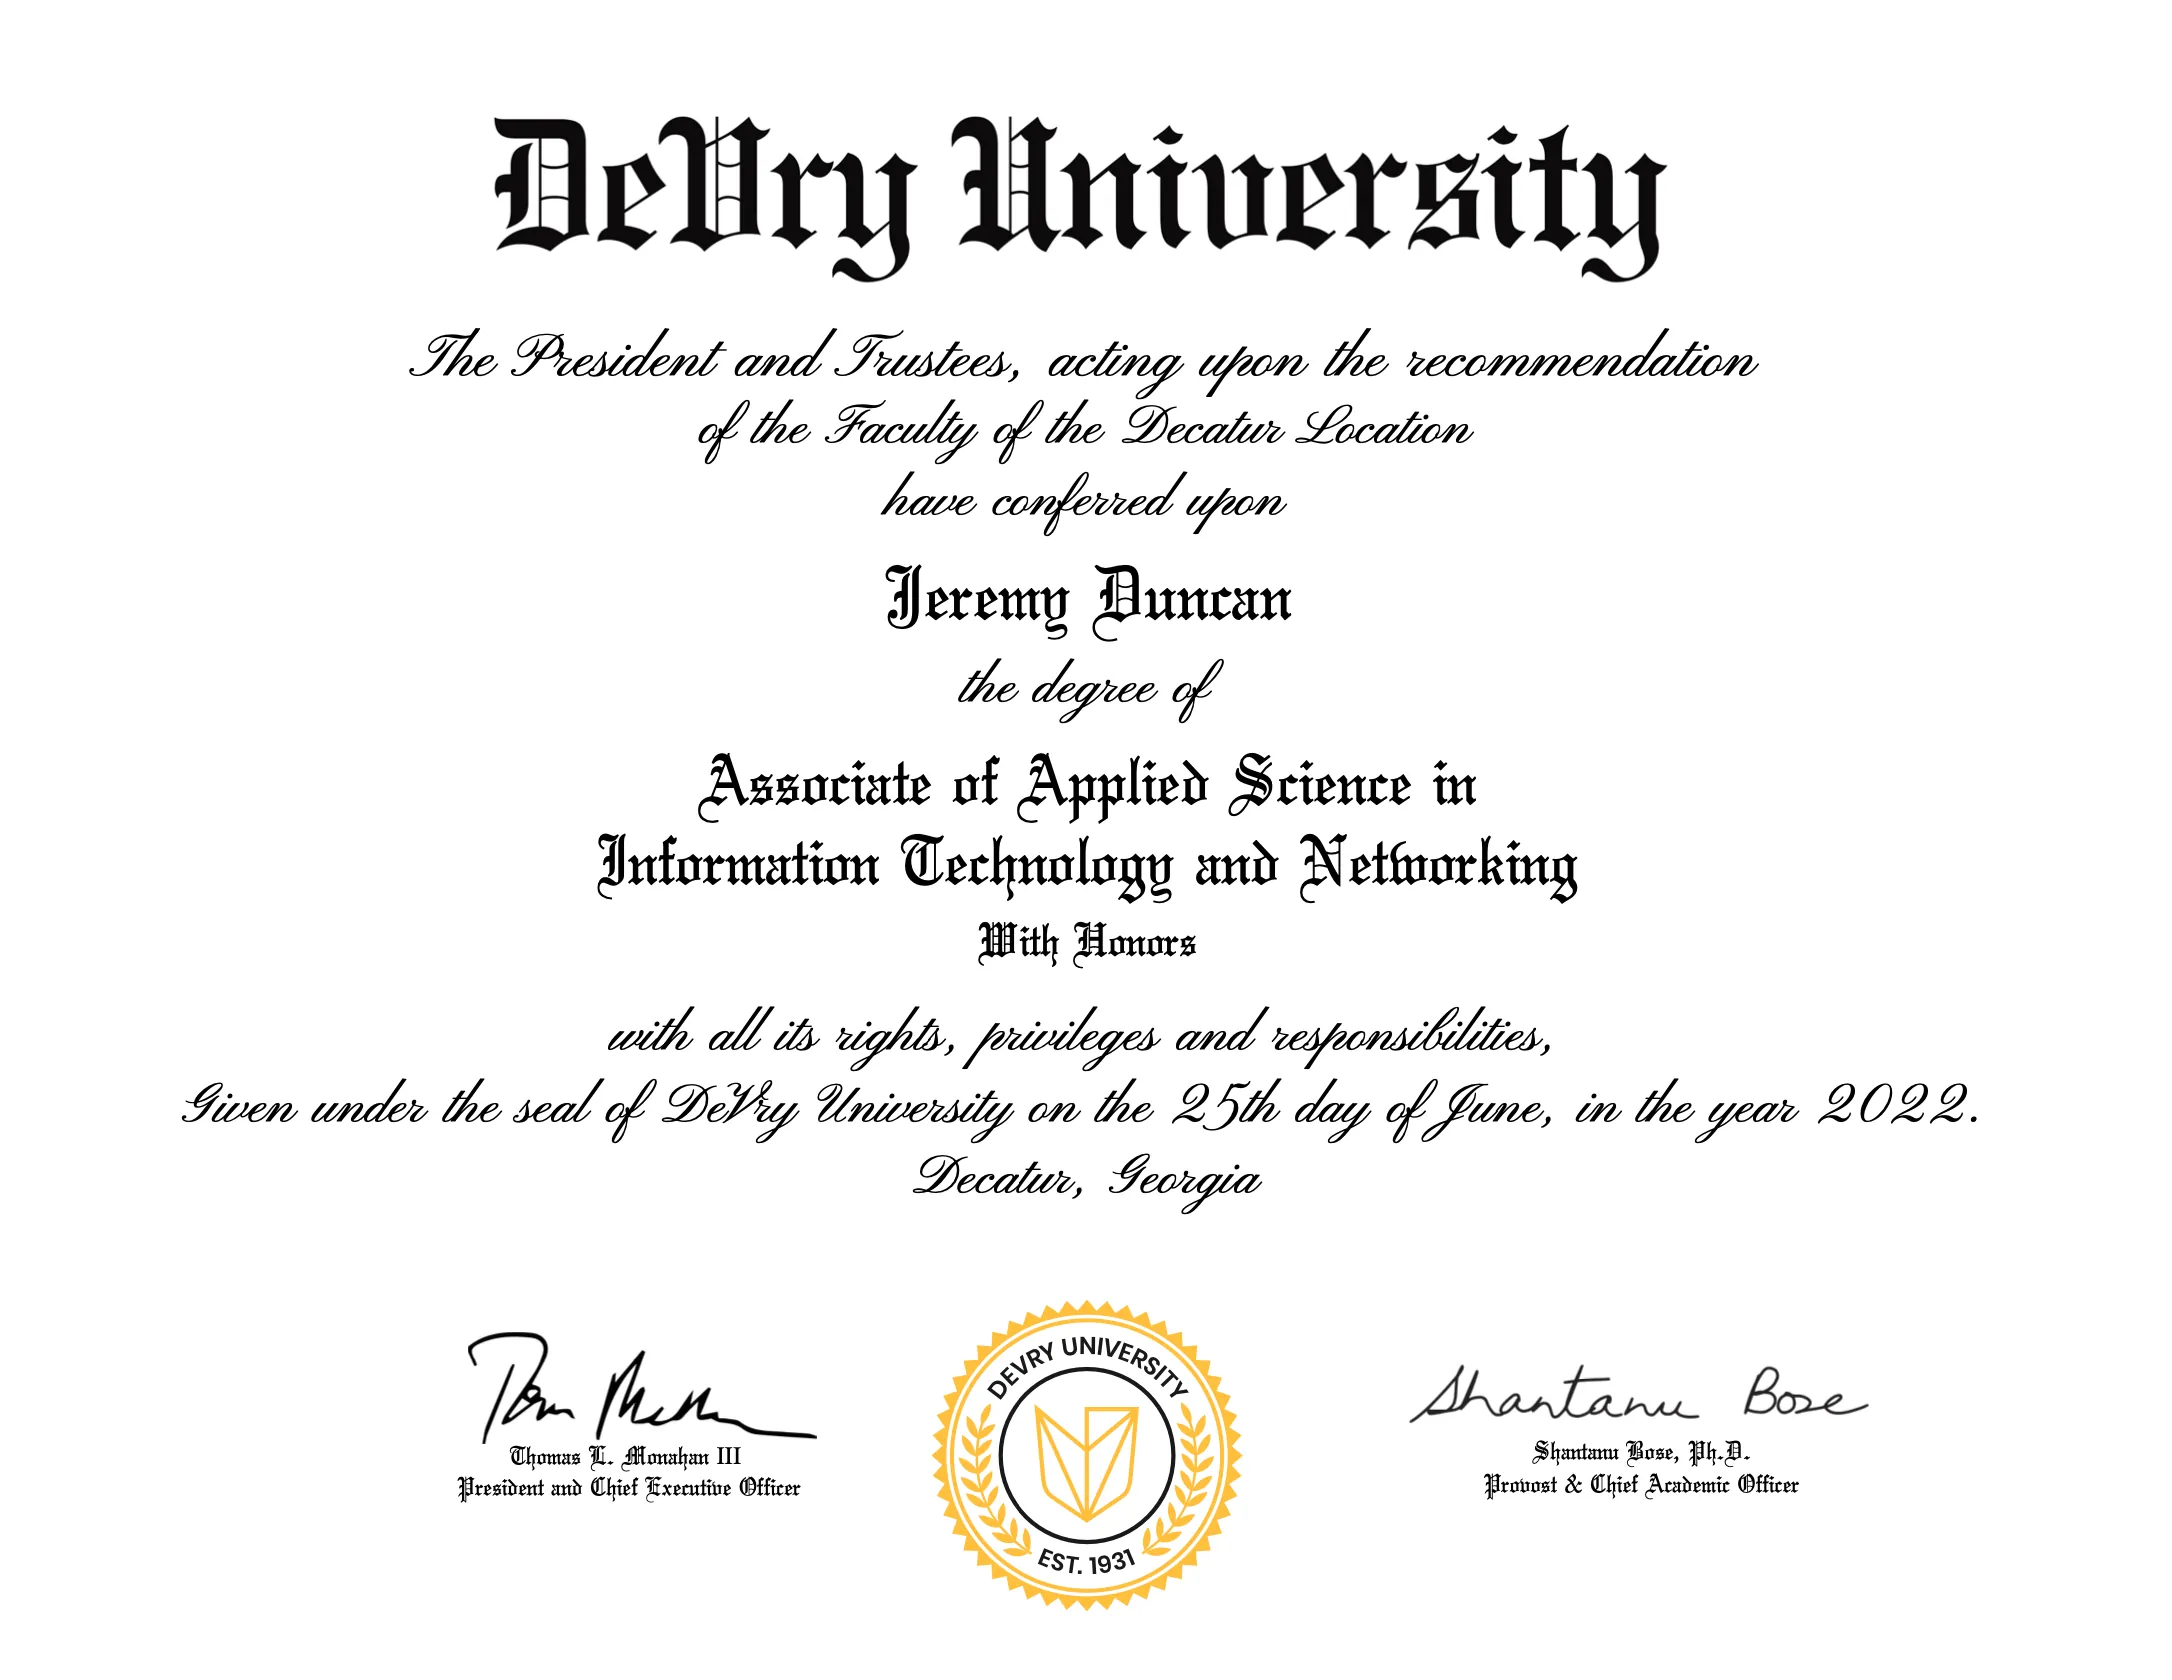 DeVry University
The President and Trustees, acting upon the recommendation
of the Faculty of the Decatur Location
have conferred upon
Jeremy Duncan
the degree of
Associate of Applied Science in
Information Technology and Networking
With Honors
with all its rights, privileges and responsibilities,
Given under the seal of DeVry University on the 25th day of June, in the year 2022.
Decatur, Georgia
Thomas L. Monahan III
President and Chief Executive Officer
DEVRY UNIVERSITY
EST. 1931
Shantanu Bose
Shantanu Bose, Ph.D.
Provost & Chief Academic Officer